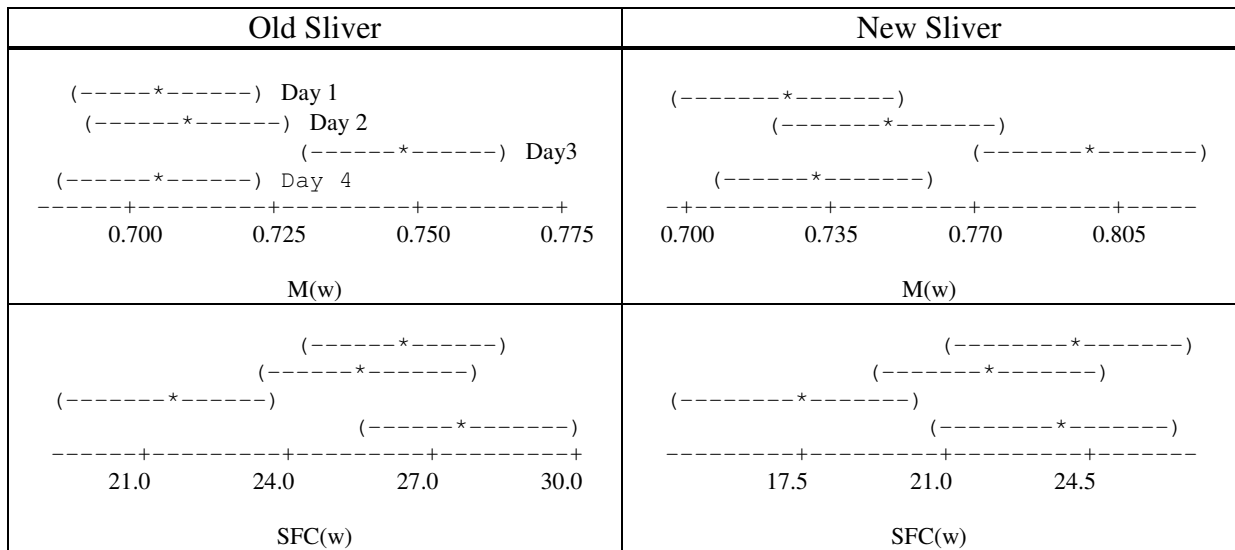 Old Sliver
New Sliver
(-----*------) Day 1
(------*------) Day 2
(------*------) Day3
(------*------) Day 4
------+---------+---------+---------+
0.700 0.725 0.750 0.775
M(w)
(-------*-------)
(-------*-------)
(-------*-------)
(------*-------)
-+---------+---------+---------+-----
0.700 0.735 0.770 0.805
M(w)
(------*------)
(------*-------)
(-------*------)
(------*-------)
------+---------+---------+---------+
21.0 24.0 27.0 30.0
SFC(w)
(--------*-------)
(-------*-------)
(--------*-------)
(--------*-------)
---------+---------+---------+-------
17.5 21.0 24.5
SFC(w)